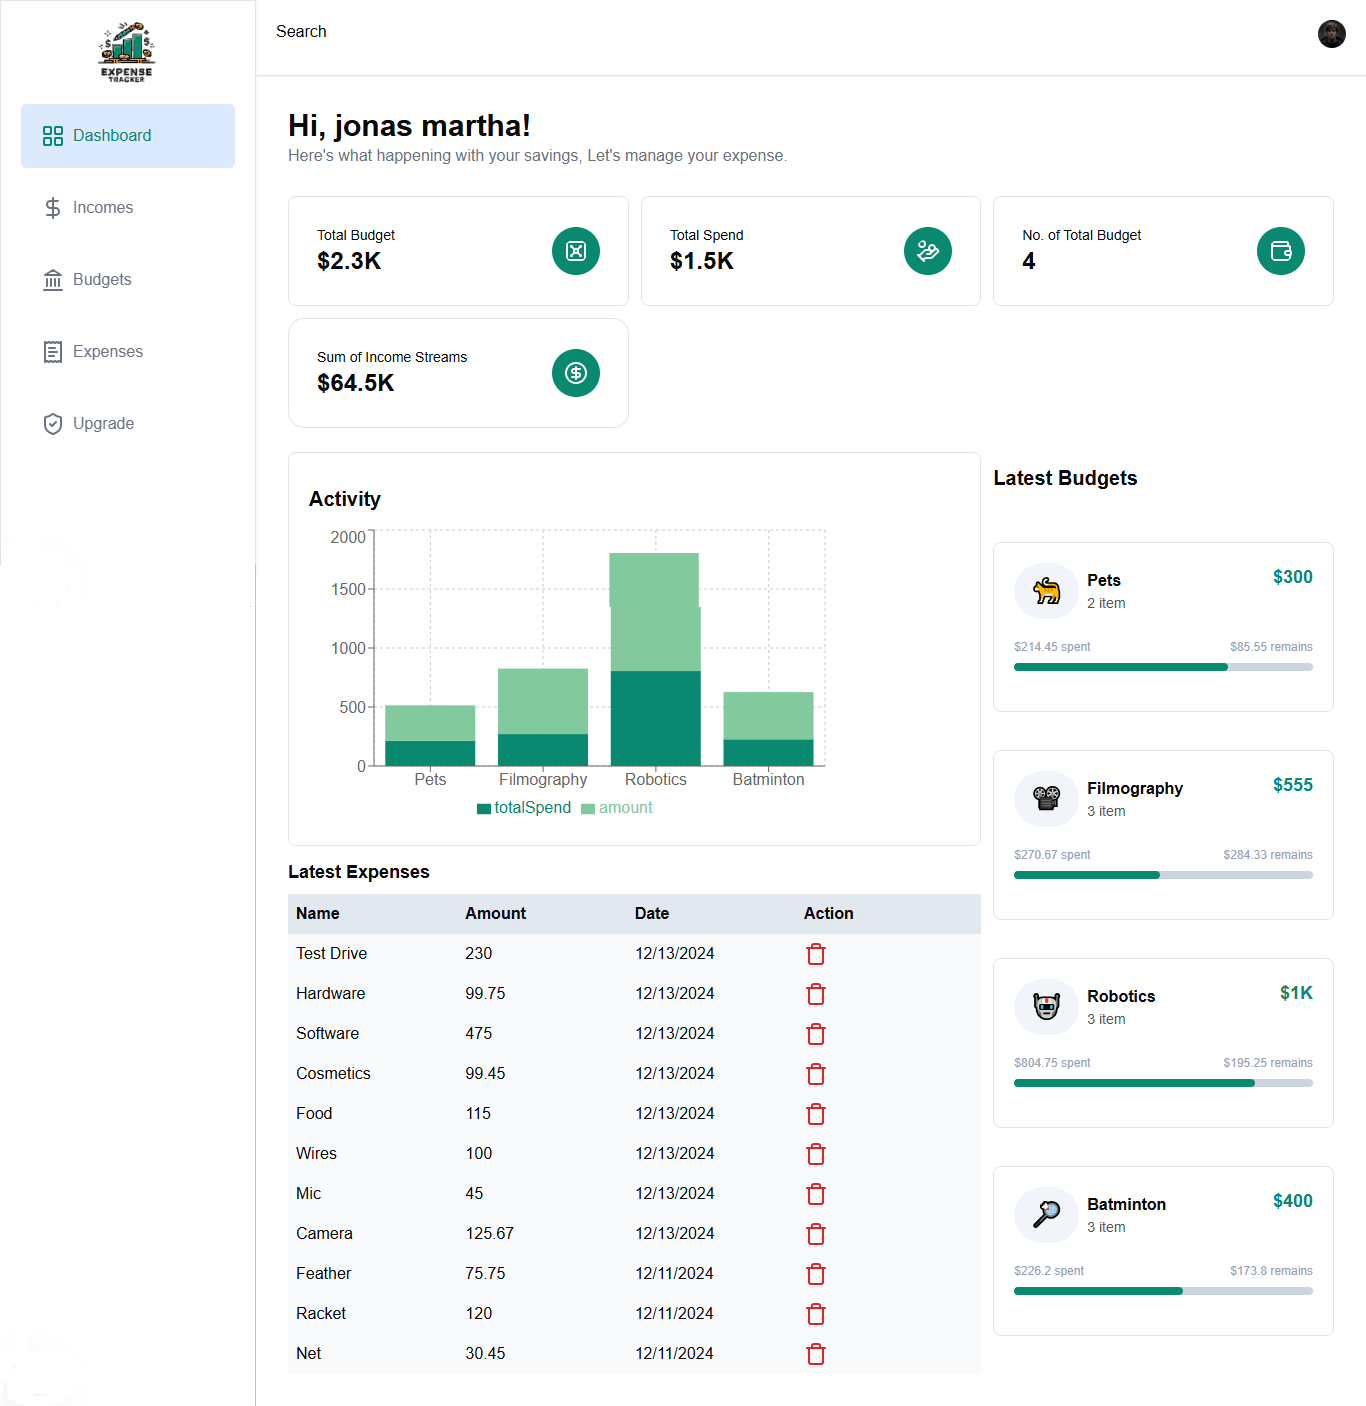 EXPENSE
TRACKER
Search
Dashboard
Incomes
Budgets
Expenses
Upgrade
Hi, jonas martha!
Here's what happening with your savings, Let's manage your expense.
Total Budget
$2.3K
Total Spend
$1.5K
No. of Total Budget
4
Sum of Income Streams
$64.5K
Activity
2000
1500
1000
500
0
Pets Filmography Robotics Batminton
totalSpend amount
Latest Expenses
Name Amount Date Action
Test Drive 230 12/13/2024
Hardware 99.75 12/13/2024
Software 475 12/13/2024
Cosmetics 99.45 12/13/2024
Food 115 12/13/2024
Wires 100 12/13/2024
Mic 45 12/13/2024
Camera 125.67 12/13/2024
Feather 75.75 12/11/2024
Racket 120 12/11/2024
Net 30.45 12/11/2024
Latest Budgets
Pets $300
2 item
$214.45 spent $85.55 remains
Filmography $555
3 item
$270.67 spent $284.33 remains
Robotics $1K
3 item
$804.75 spent $195.25 remains
Batminton $400
3 item
$226.2 spent $173.8 remains